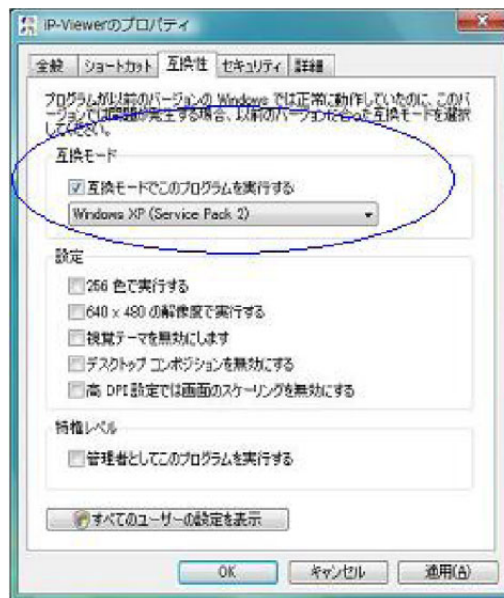 iP-Viewerのプロパティ
全般 ショートカット 互換性 セキュリティ 詳細
プログラムが以前のバージョンの Windows では正常に動作していたのに、このバ
ージョンでは問題が発生する場合、以前のバージョンに合った互換モードを選択
してください。
互換モード
互換モードでこのプログラムを実行する
Windows XP (Service Pack 2)
設定
256 色で実行する
640 x 480 の解像度で実行する
視覚テーマを無効にします
デスクトップ コンポジションを無効にする
高 DPI 設定では画面のスケーリングを無効にする
特権レベル
管理者としてこのプログラムを実行する
すべてのユーザーの設定を表示
OK キャンセル 適用(A)